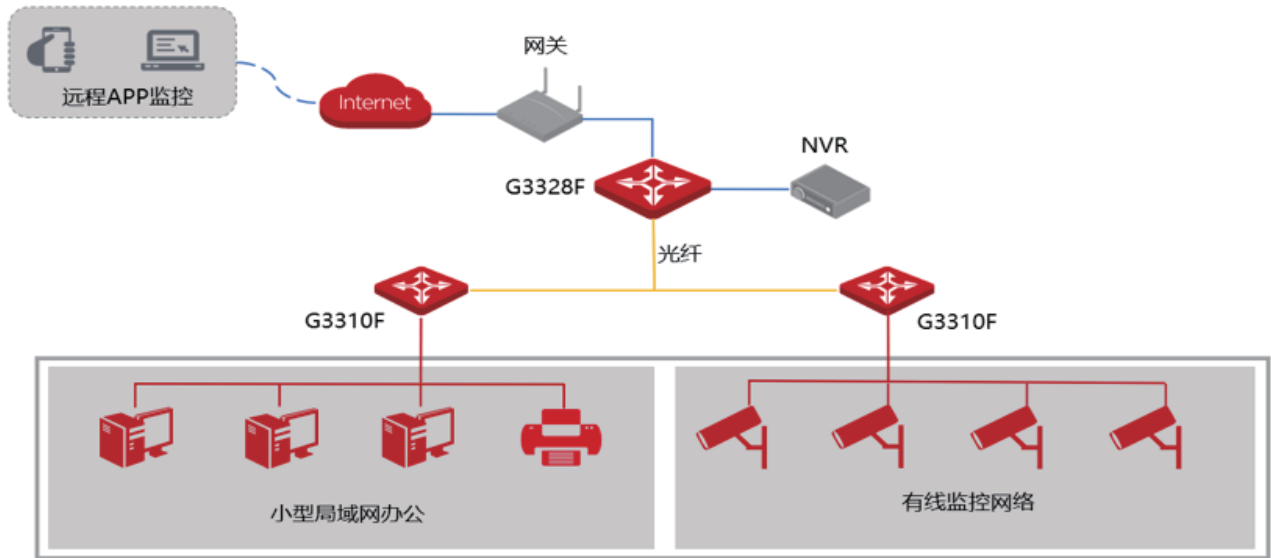 网关
远程APP监控
Internet
NVR
G3328F
光纤
G3310F
G3310F
小型局域网办公
有线监控网络